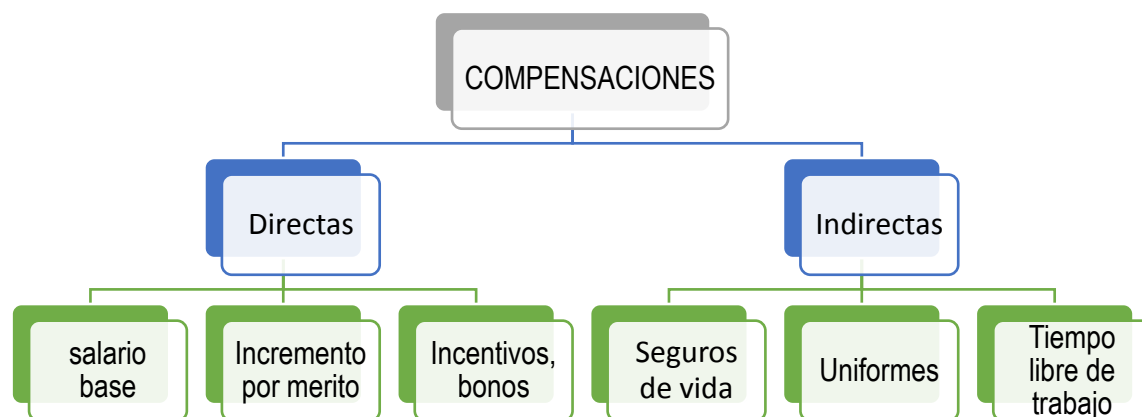 COMPENSACIONES
Directas
Indirectas
salario
base
Incremento
por merito
Incentivos,
bonos
Seguros
de vida
Uniformes
Tiempo
libre de
trabajo